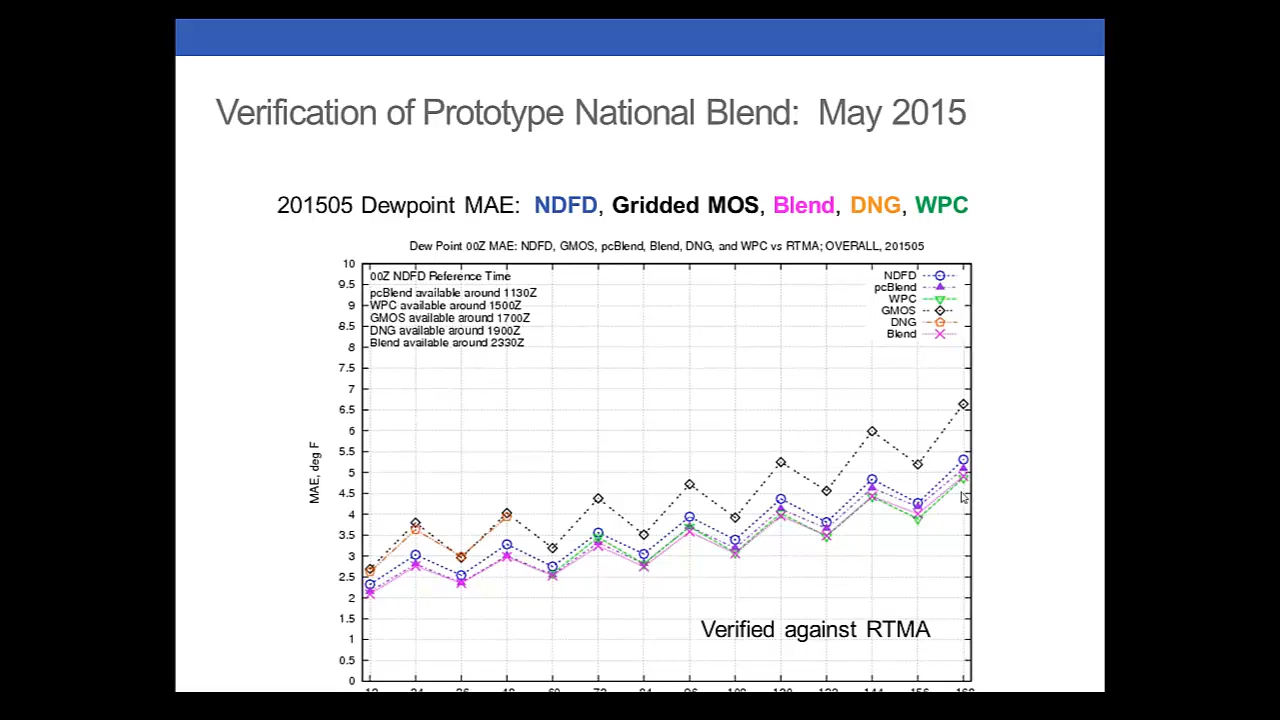 Verification of Prototype National Blend: May 2015
201505 Dewpoint MAE: NDFD, Gridded MOS, Blend, DNG, WPC
Dew Point 00Z MAE: NDFD, GMOS, pcBlend, Blend, DNG, and WPC vs RTMA; OVERALL, 201505
00Z NDFD Reference Time
pcBlend available around 1130Z
WPC available around 1500Z
GMOS available around 1700Z
DNG available around 1900Z
Blend available around 2330Z
NDFD
pcBlend
WPC
GMOS
DNG
Blend
10
9.5
9
8.5
8
7.5
7
6.5
6
5.5
5
4.5
4
3.5
3
2.5
2
1.5
1
0.5
0
MAE, deg F
Verified against RTMA